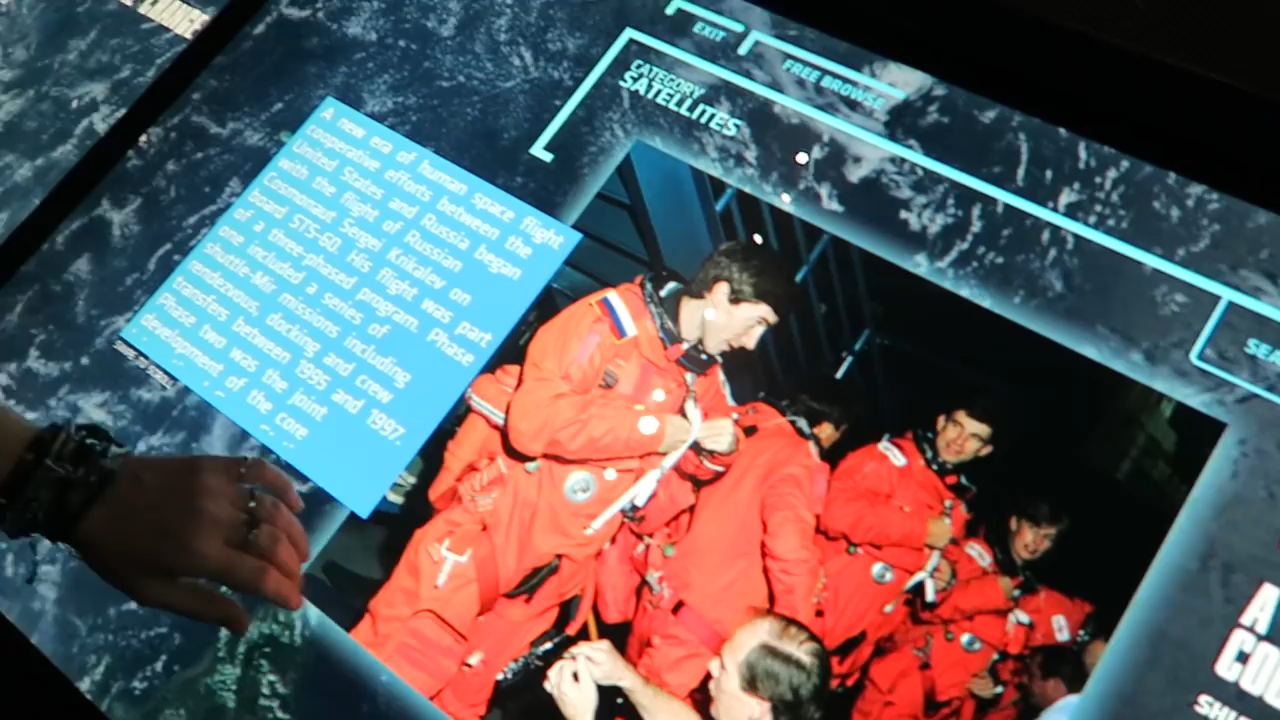 PLANET
EXIT
FREE BROWSE
CATEGORY
SATELLITES
A new era of human space flight
cooperative efforts between the
United States and Russia began
with the flight of Russian
Cosmonaut Sergei Krikalev on
board STS-60. His flight was part
of a three-phased program. Phase
one included a series of
shuttle-Mir missions including
rendezvous, docking and crew
transfers between 1995 and 1997.
Phase two was the joint
development of the core